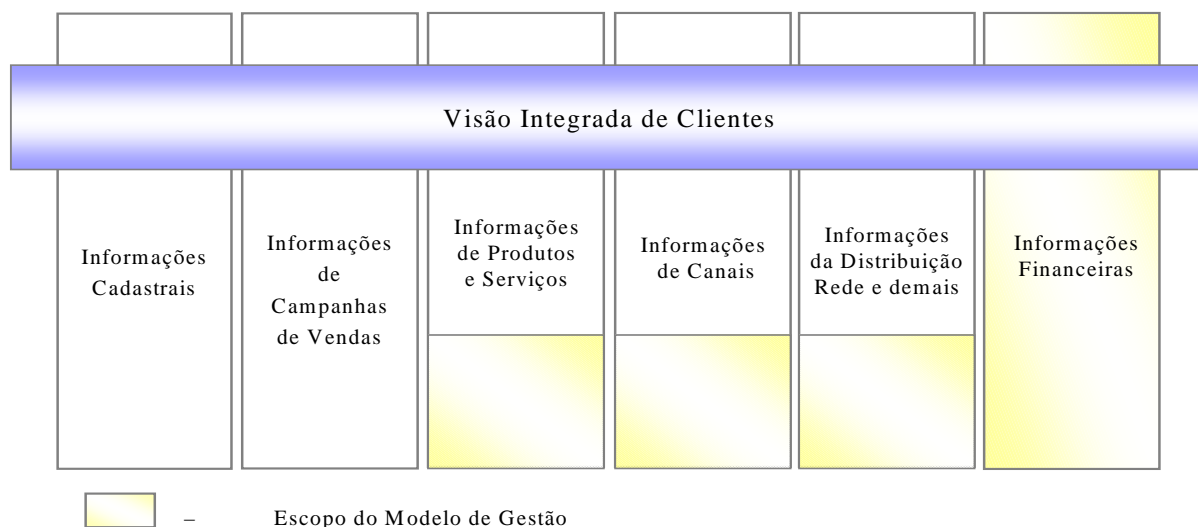 Visão Integrada de Clientes
Informações
Cadastrais
Informações
de
Campanhas
de Vendas
Informações
de Produtos
e Serviços
Informações
de Canais
Informações
da Distribuição
Rede e demais
Informações
Financeiras
– Escopo do Modelo de Gestão